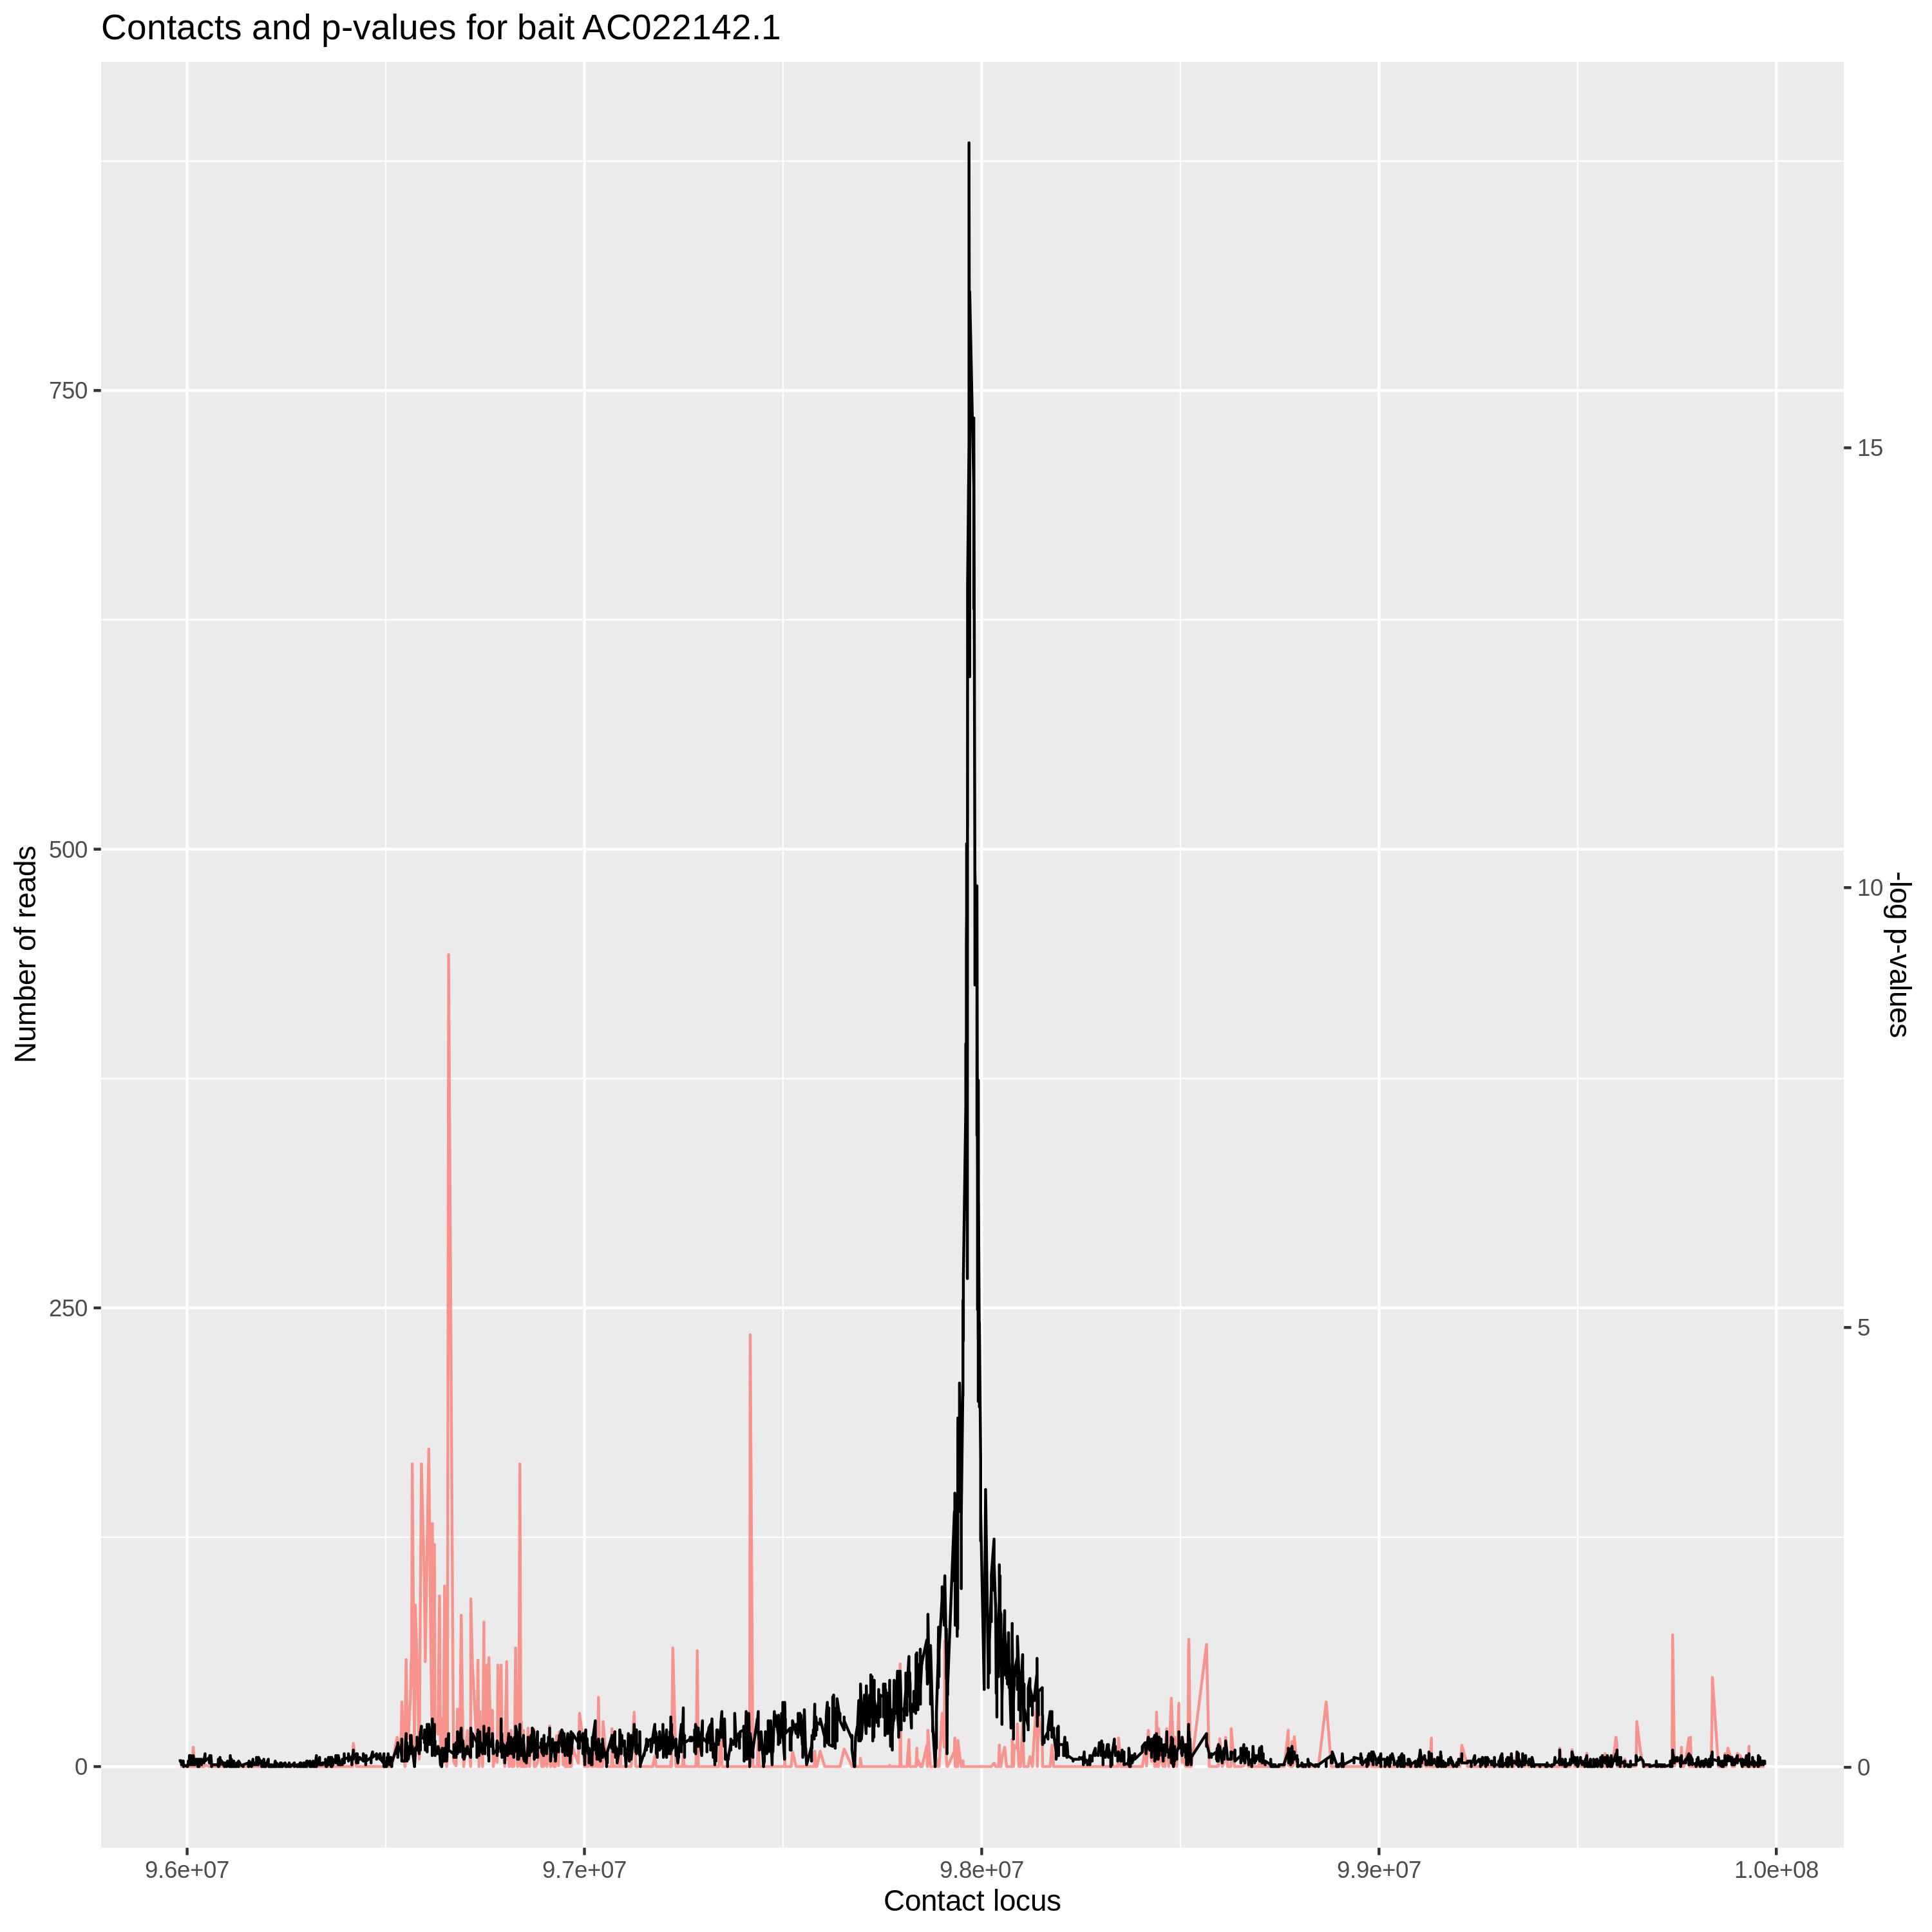 Contacts and p-values for bait AC022142.1
Number of reads
750
500
250
0
15
10
5
0
-log p-values
9.6e+07 9.7e+07 9.8e+07 9.9e+07 1.0e+08
Contact locus